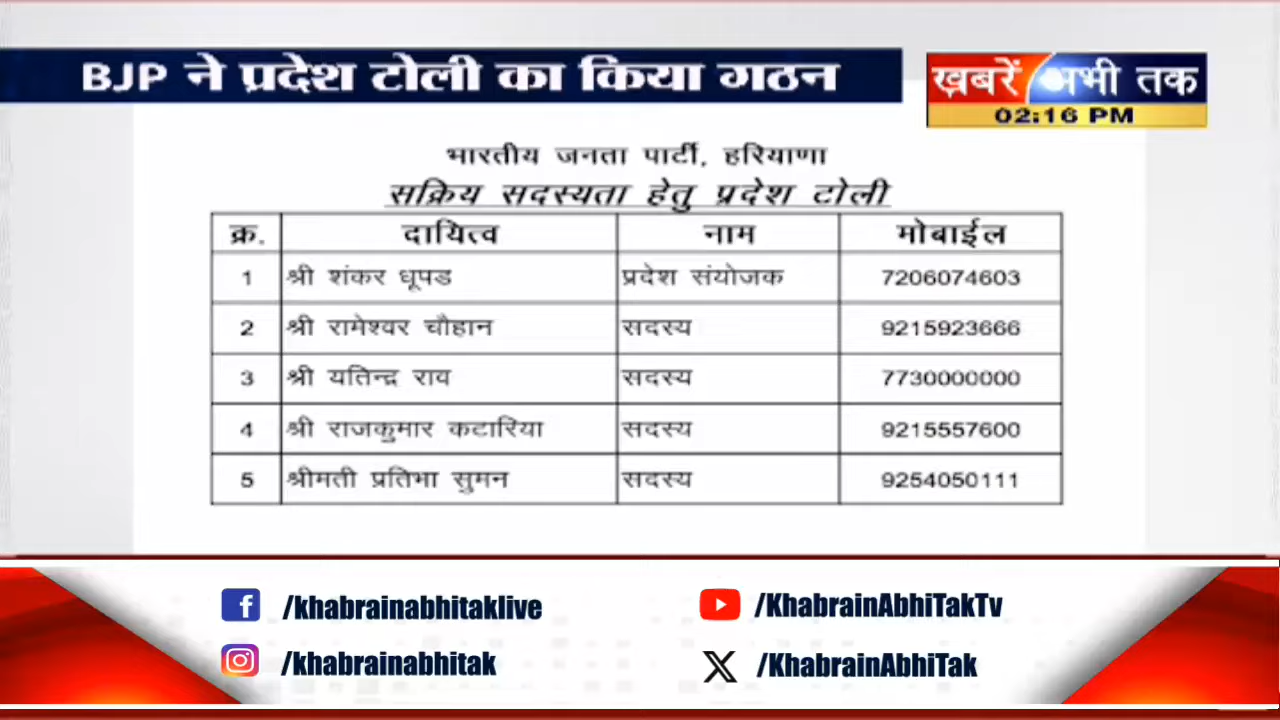 BJP ने प्रदेश टोली का किया गठन
ख़बरें अभी तक
02:16 PM
भारतीय जनता पार्टी, हरियाणा
सक्रिय सदस्यता हेतु प्रदेश टोली
क्र. दायित्व नाम मोबाईल
1 श्री शंकर धूपड प्रदेश संयोजक 7206074603
2 श्री रामेश्वर चौहान सदस्य 9215923666
3 श्री यतिन्द्र राव सदस्य 7730000000
4 श्री राजकुमार कटारिया सदस्य 9215557600
5 श्रीमती प्रतिभा सुमन सदस्य 9254050111
/khabrainabhitaklive
/KhabrainAbhiTakTv
/khabrainabhitak
/KhabrainAbhiTak